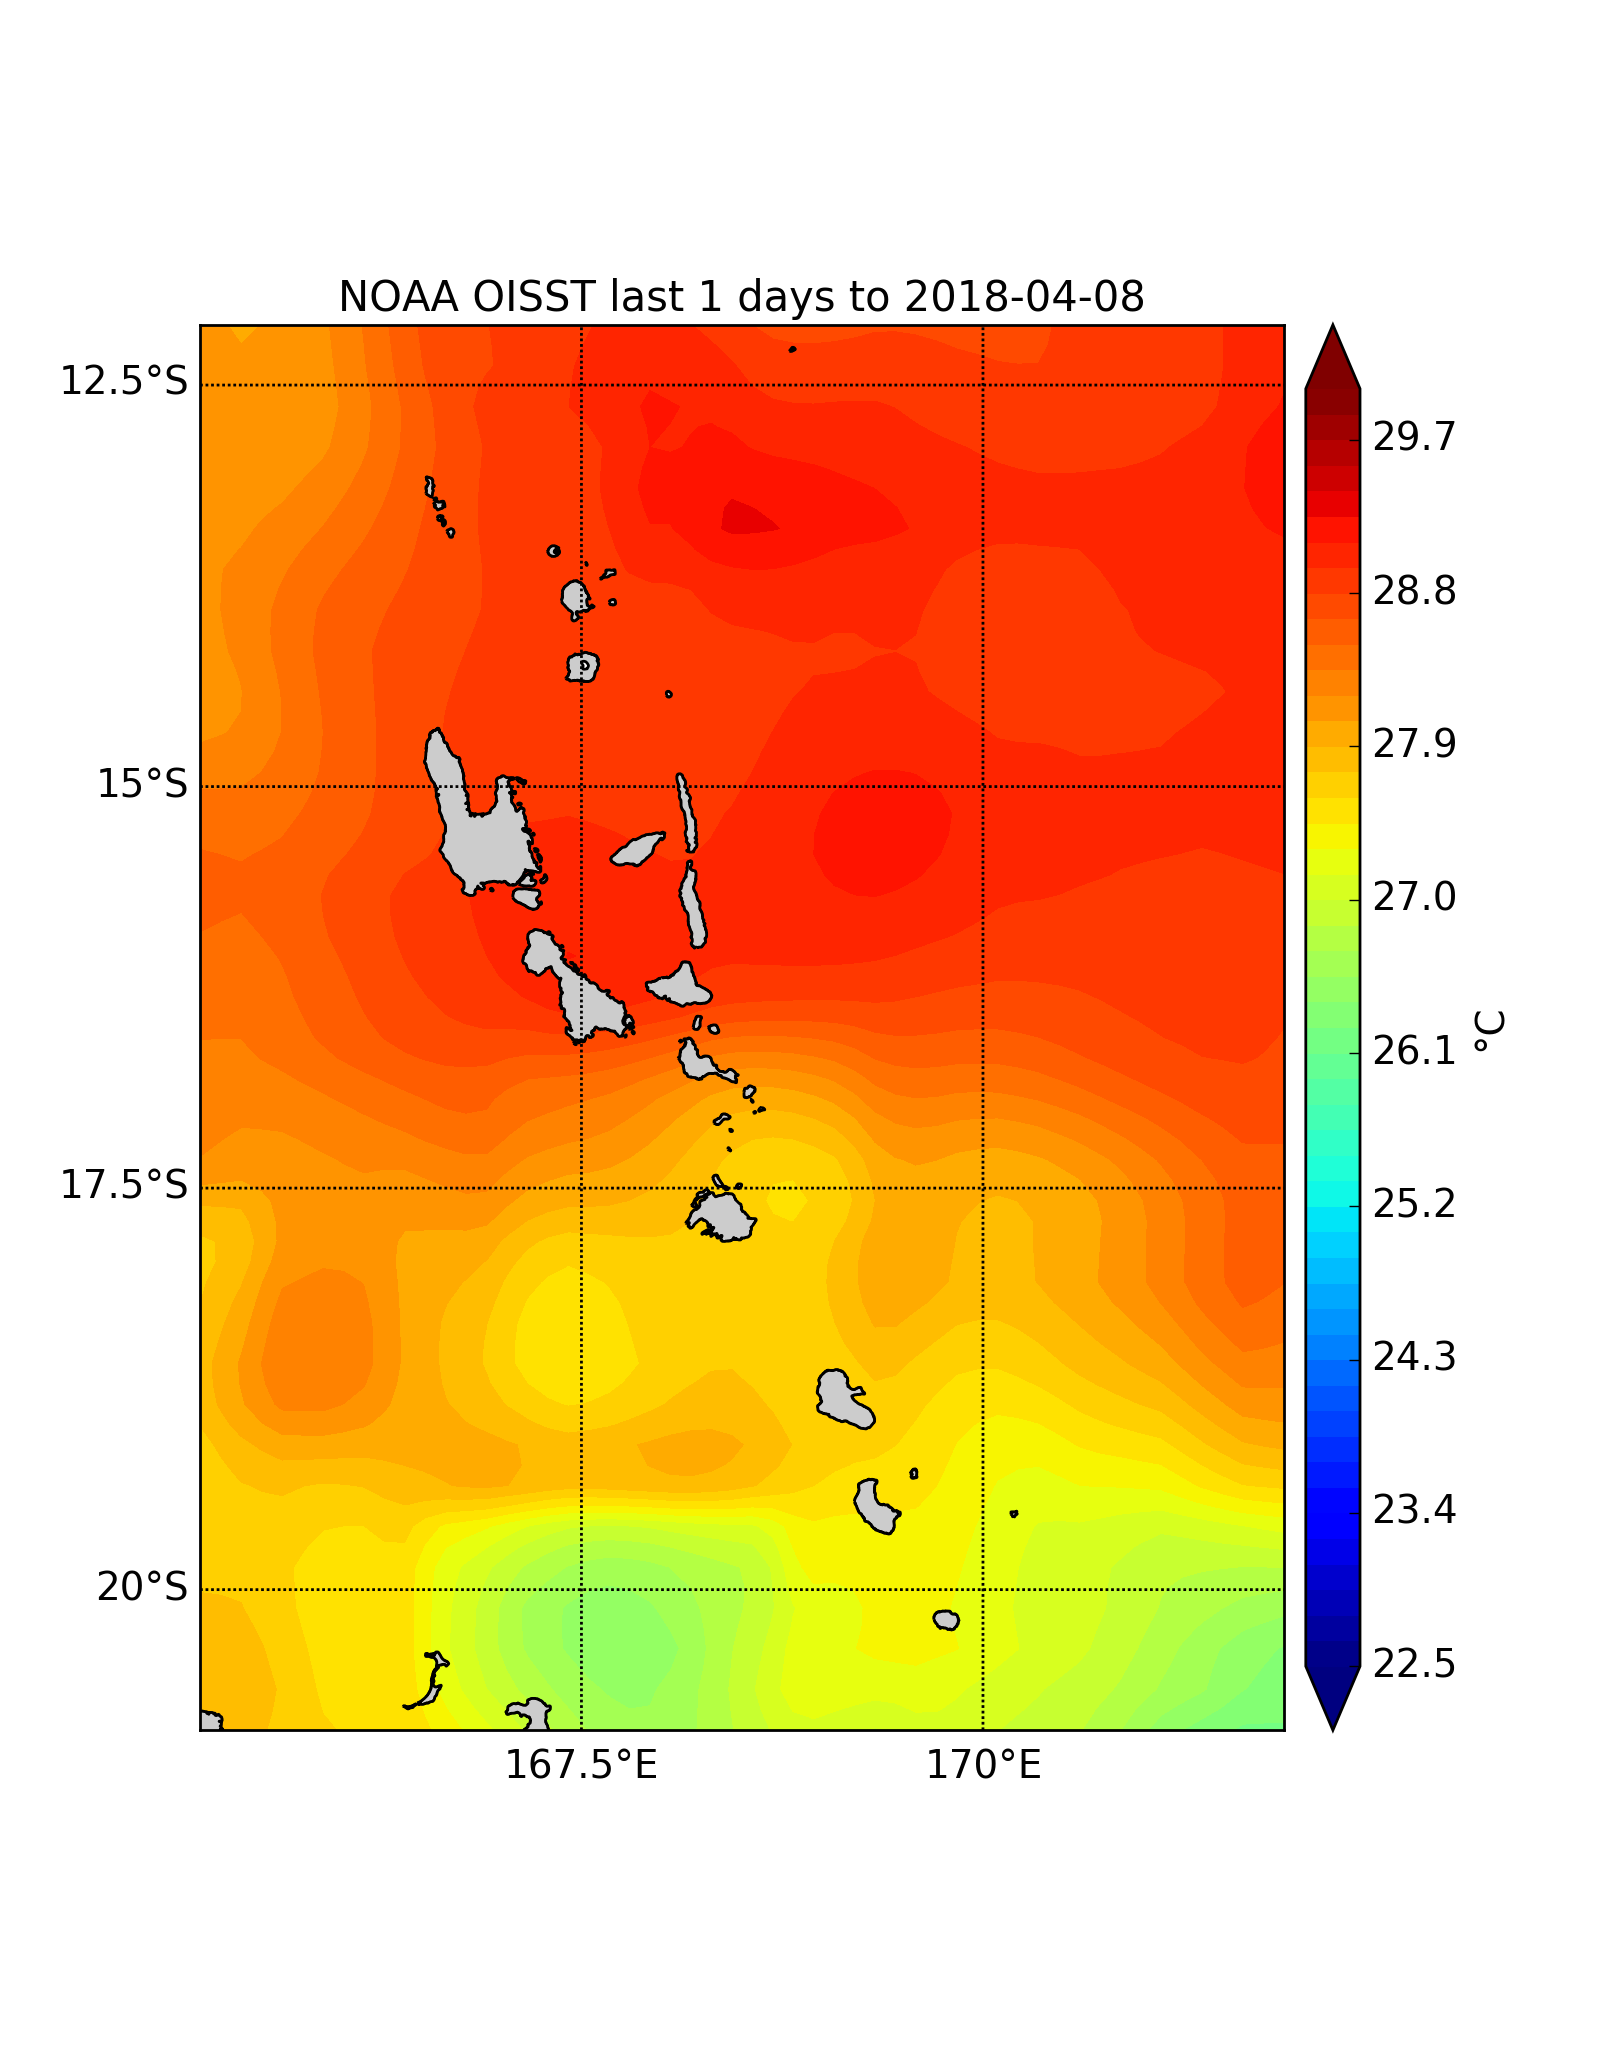 NOAA OISST last 1 days to 2018-04-08
12.5°S
15°S
17.5°S
20°S
167.5°E
170°E
29.7
28.8
27.9
27.0
26.1
25.2
24.3
23.4
22.5
°C